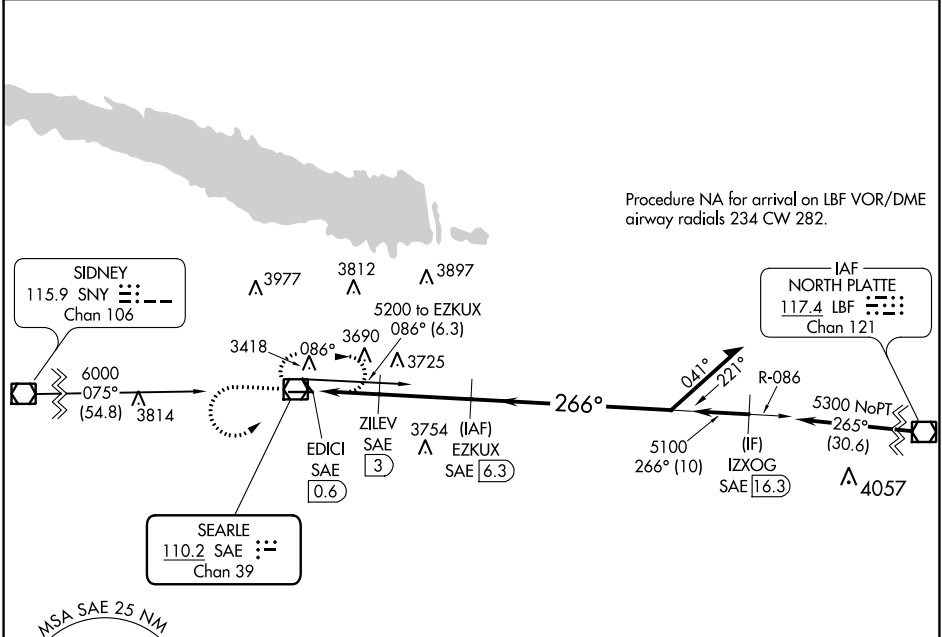 Procedure NA for arrival on LBF VOR/DME
airway radials 234 CW 282.
SIDNEY
115.9 SNY
Chan 106
3977
3812
3897
IAF
NORTH PLATTE
117.4 LBF
Chan 121
5200 to EZKUX
086° (6.3)
3418
086°
3690
3725
6000
075°
(54.8)
3814
041°
221°
R-086
5300 NoPT
265°
(30.6)
266°
EDICI
SAE
0.6
ZILEV
SAE
3
3754
(IAF)
EZKUX
SAE 6.3
5100
266° (10)
(IF)
IZXOG
SAE 16.3
4057
SEARLE
110.2 SAE
Chan 39
MSA SAE 25 NM